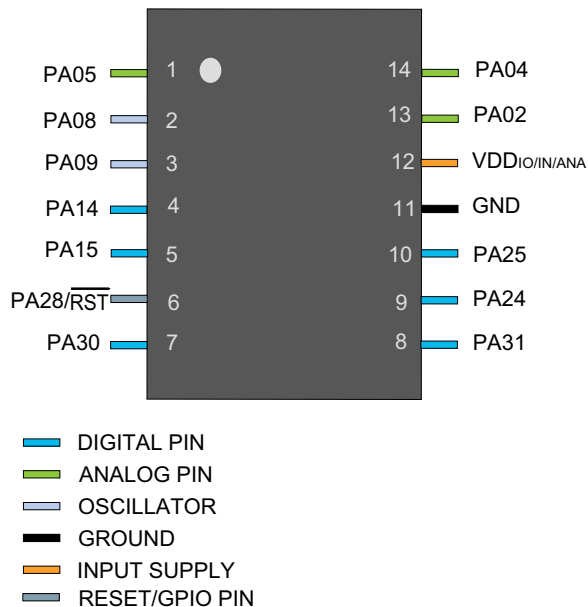 PA05 1 14 PA04
PA08 2 13 PA02
PA09 3 12 VDDIO/IN/ANA
PA14 4 11 GND
PA15 5 10 PA25
PA28/RST 6 9 PA24
PA30 7 8 PA31
DIGITAL PIN
ANALOG PIN
OSCILLATOR
GROUND
INPUT SUPPLY
RESET/GPIO PIN